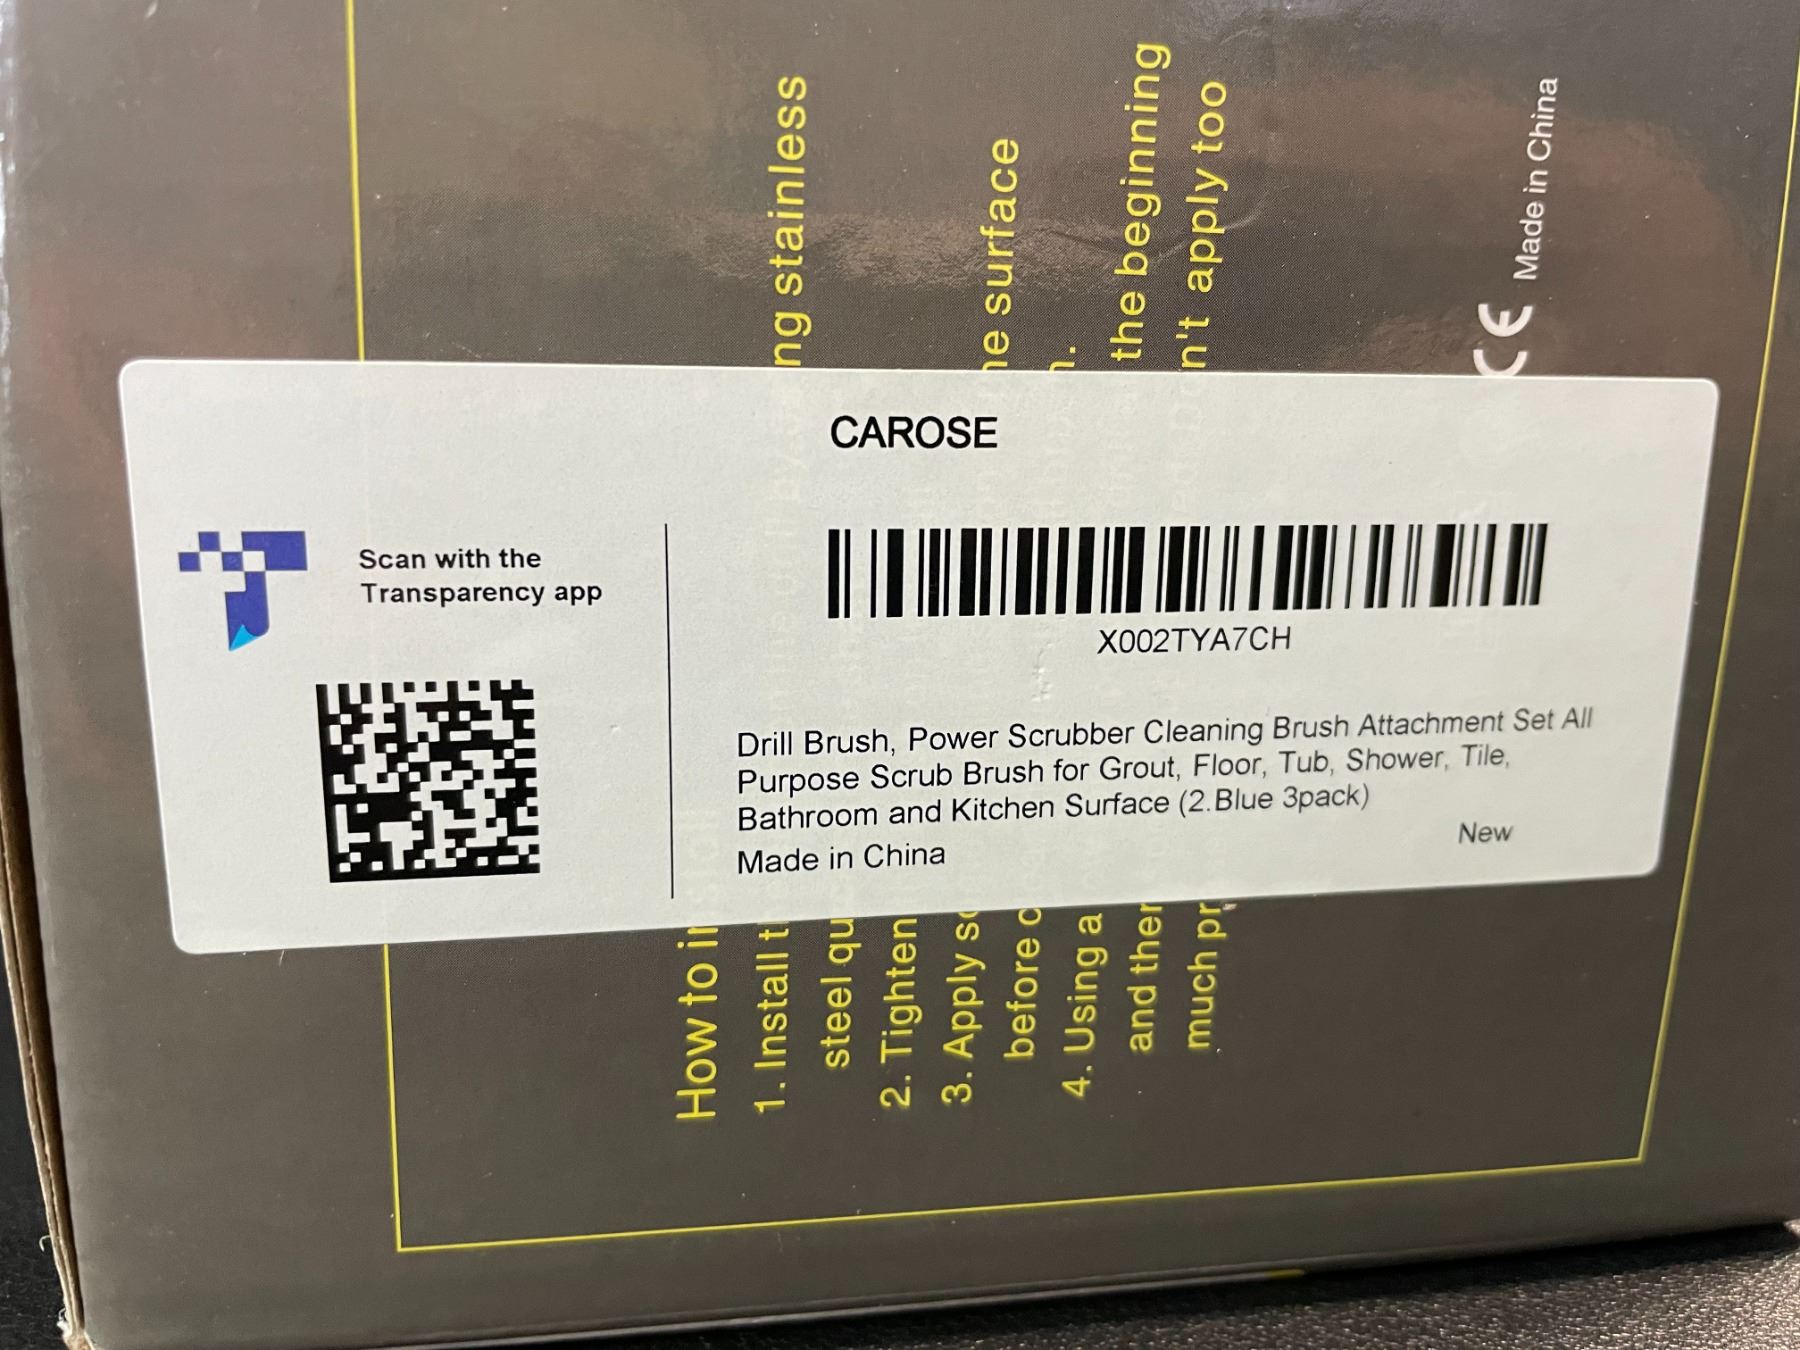 CAROSE
Scan with the
Transparency app
X002TYA7CH
Drill Brush, Power Scrubber Cleaning Brush Attachment Set All
Purpose Scrub Brush for Grout, Floor, Tub, Shower, Tile,
Bathroom and Kitchen Surface (2.Blue 3pack)
New
Made in China
How to
1. Install ng stainless
steel
2. Tighten
3. Apply surface
before
4. Using a the beginning
and n't apply too
much
CE Made in China